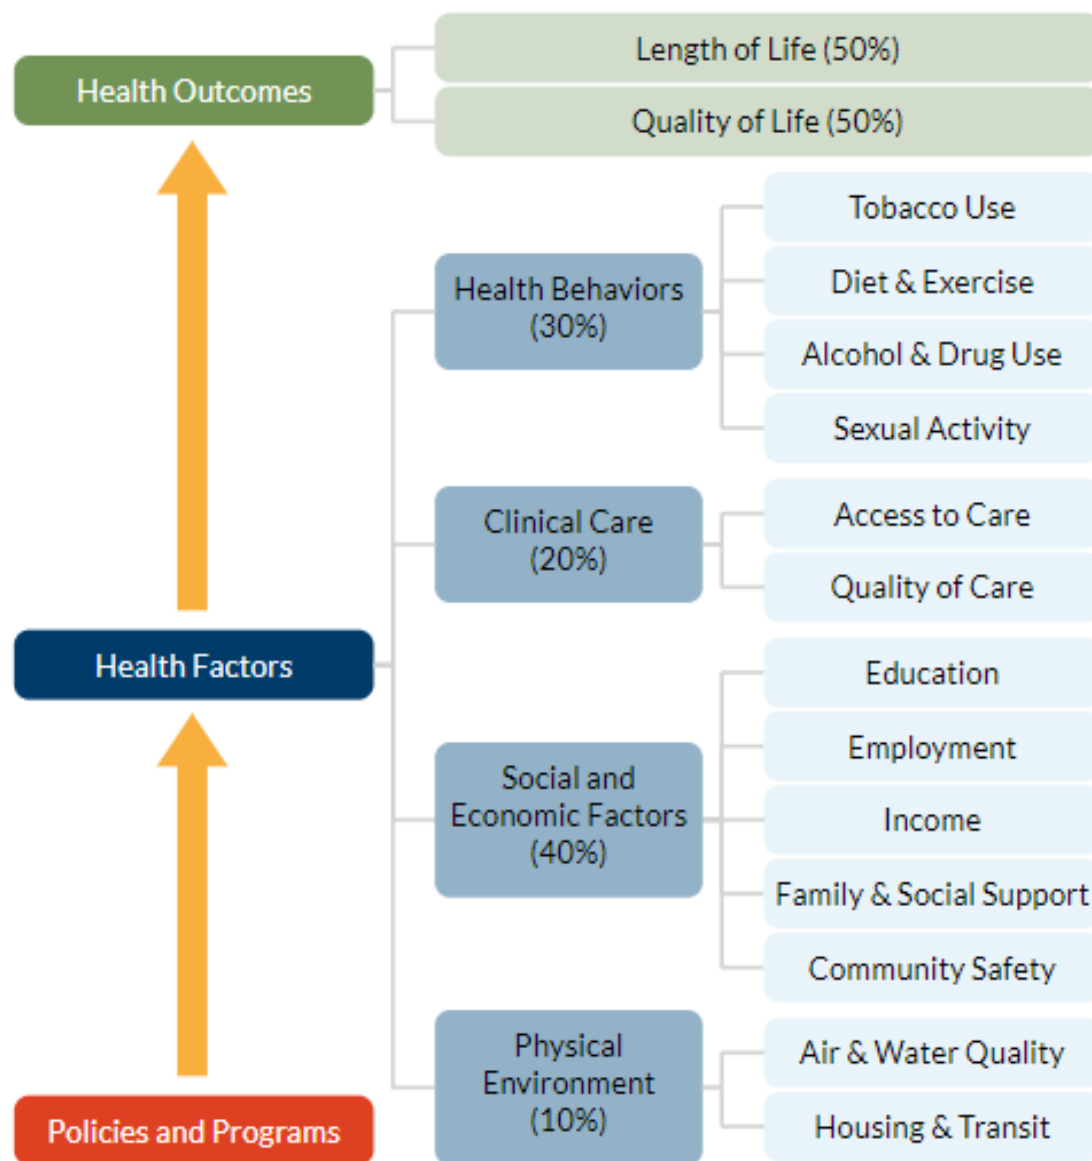 Health Outcomes
Length of Life (50%)
Quality of Life (50%)
Health Factors
Health Behaviors
(30%)
Tobacco Use
Diet & Exercise
Alcohol & Drug Use
Sexual Activity
Clinical Care
(20%)
Access to Care
Quality of Care
Social and
Economic Factors
(40%)
Education
Employment
Income
Family & Social Support
Community Safety
Physical
Environment
(10%)
Air & Water Quality
Housing & Transit
Policies and Programs